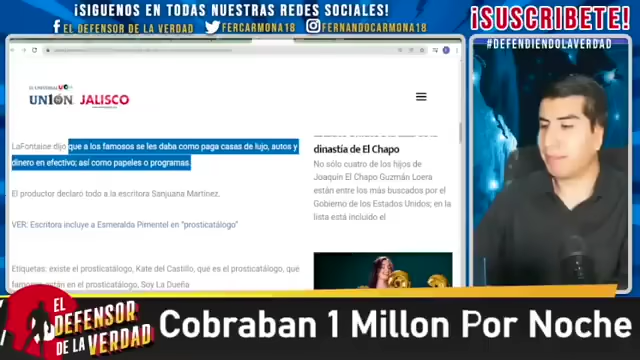 ¡SIGUENOS EN TODAS NUESTRAS REDES SOCIALES!
EL DEFENSOR DE LA VERDAD
FERCARMONA18
@FERNANDOCARMONA18
¡SUSCRIBETE!
#DEFENDIENDOLAVERDAD
EL UNIVERSAL
UN1ÓN JALISCO
LaFontaine dijo que a los famosos se les daba como paga casas de lujo, autos y
dinero en efectivo; así como papeles o programas.
El productor declaró todo a la escritora Sanjuana Martínez.
VER: Escritora incluye a Esmeralda Pimentel en "prosticatálogo"
Etiquetas: existe el prosticatálogo, Kate del Castillo, que es el prosticatálogo, qué
están en el prosticatálogo, Soy La Dueña
dinastía de El Chapo
No sólo cuatro de los hijos de
Joaquín El Chapo Guzmán Loera
están entre los más buscados por el
Gobierno de los Estados Unidos; en
la lista está incluido el
EL
DEFENSOR
DE LA VERDAD
Cobraban 1 Millon Por Noche